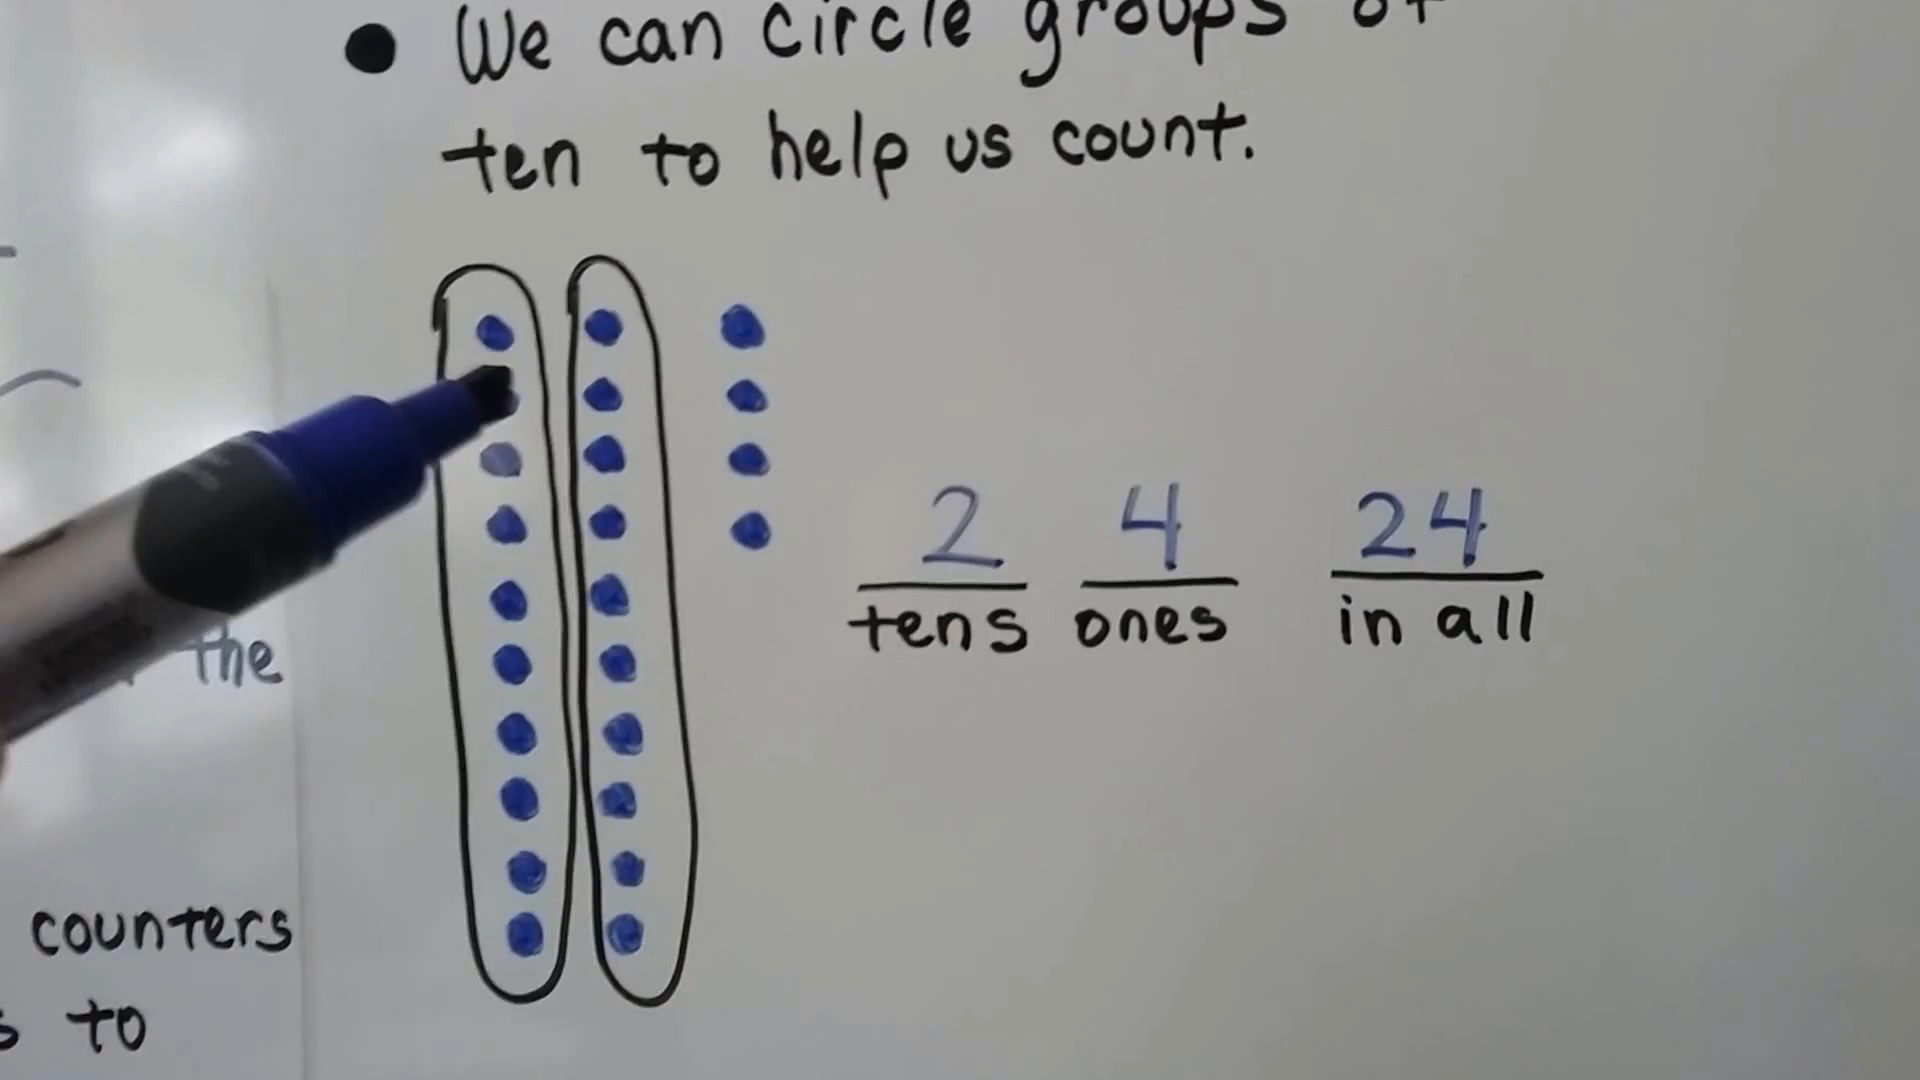 We can circle groups of
ten to help us count.
2 4 24
tens ones in all
the
counters
to